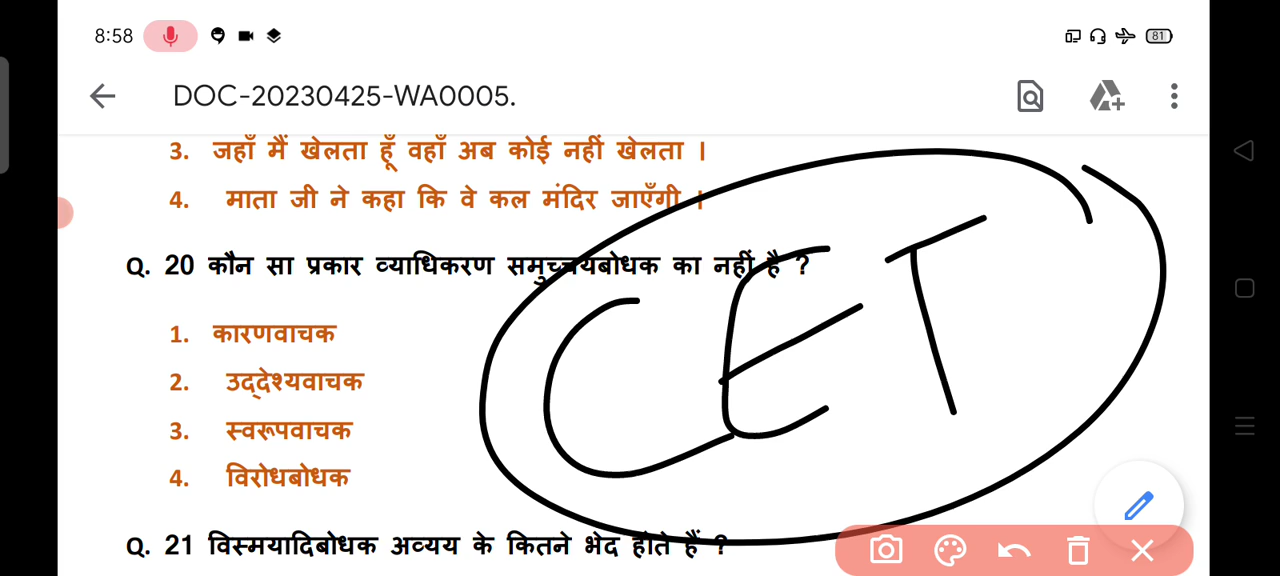 8:58 81
DOC-20230425-WA0005.
3. जहाँ मैं खेलता हूँ वहाँ अब कोई नहीं खेलता ।
4. माता जी ने कहा कि वे कल मंदिर जाएँगी ।
Q. 20 कौन सा प्रकार व्याधिकरण समुच्चयबोधक का नहीं है ?
CET
1. कारणवाचक
2. उद्देश्यवाचक
3. स्वरूपवाचक
4. विरोधबोधक
Q. 21 विस्मयादिबोधक अव्यय के कितने भेद होते हैं ?